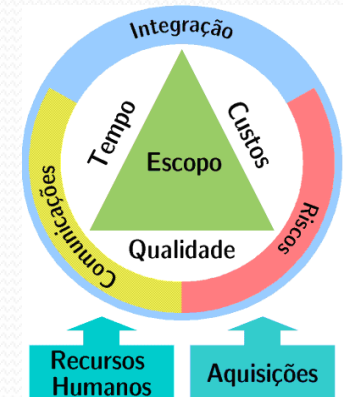 Integração
Tempo
Custos
Escopo
Comunicações
Riscos
Qualidade
Recursos
Humanos
Aquisições